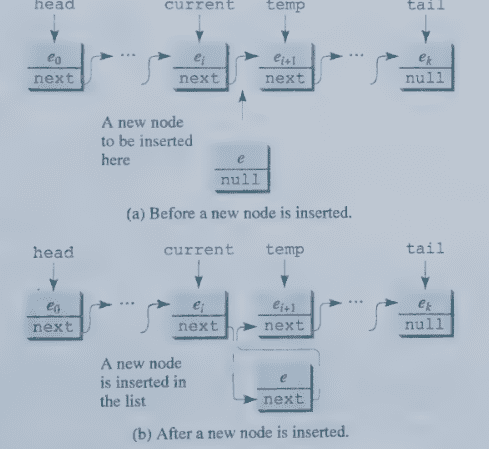 head current temp tail
e0 ... ei ei+1 ... ek
next next next null
A new node
to be inserted
here
e
null
(a) Before a new node is inserted.
head current temp tail
e0 ... ei ei+1 ... ek
next next next null
A new node
is inserted in
the list
e
next
(b) After a new node is inserted.